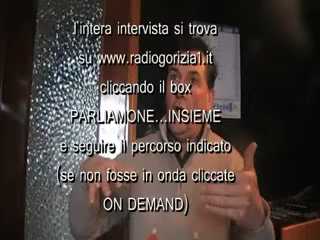 l'intera intervista si trova
su www.radiogorizia1.it
cliccando il box
PARLIAMONE...INSIEME
e seguire il percorso indicato
(se non fosse in onda cliccate
ON DEMAND)